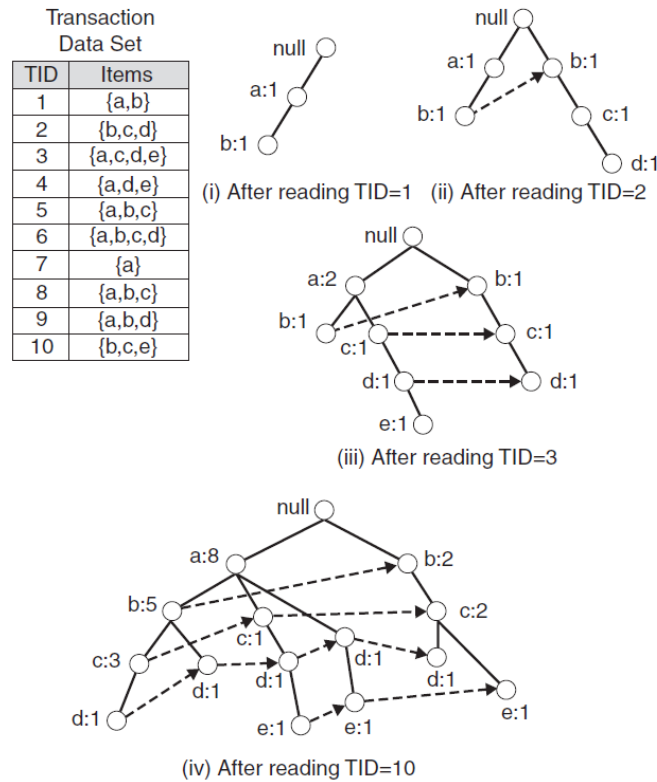 Transaction
Data Set
TID Items
1 {a,b}
2 {b,c,d}
3 {a,c,d,e}
4 {a,d,e}
5 {a,b,c}
6 {a,b,c,d}
7 {a}
8 {a,b,c}
9 {a,b,d}
10 {b,c,e}
null
a:1
b:1
(i) After reading TID=1
null
a:1 b:1
b:1 c:1
d:1
(ii) After reading TID=2
null
a:2 b:1
b:1 c:1 c:1
d:1 d:1
e:1
(iii) After reading TID=3
null
a:8 b:2
b:5 c:1 c:2
c:3 d:1 d:1 d:1 d:1
d:1 e:1 e:1 e:1
(iv) After reading TID=10